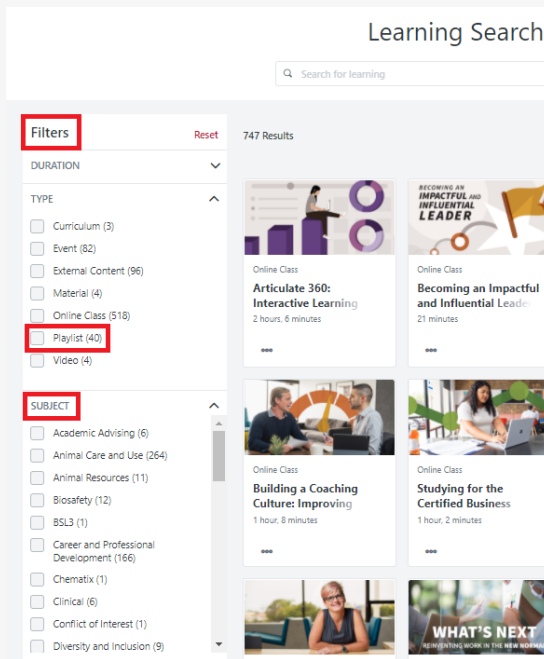 Learning Search
Search for learning
Filters
Reset
747 Results
DURATION
TYPE
Curriculum (3)
Event (82)
External Content (96)
Material (4)
Online Class (518)
Playlist (40)
Video (4)
SUBJECT
Academic Advising (6)
Animal Care and Use (264)
Animal Resources (11)
Biosafety (12)
BSL3 (1)
Career and Professional
Development (166)
Chematix (1)
Clinical (6)
Conflict of Interest (1)
Diversity and Inclusion (9)
Online Class
Articulate 360:
Interactive Learning
2 hours, 6 minutes
BECOMING AN
IMPACTFUL AND
INFLUENTIAL
LEADER
Online Class
Becoming an Impactful
and Influential Leader
21 minutes
Online Class
Building a Coaching
Culture: Improving
1 hour, 8 minutes
Online Class
Studying for the
Certified Business
1 hour, 2 minutes
WHAT'S NEXT
REINVENTING WORK IN THE NEW NORMAL